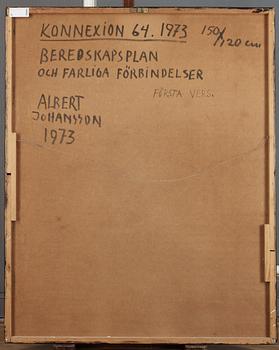 KONNEXION 64. 1973 150/120 cm
BEREDSKAPSPLAN
OCH FARLIGA FÖRBINDELSER
FÖRSTA VERS.
ALBERT
JOHANSSON
1973